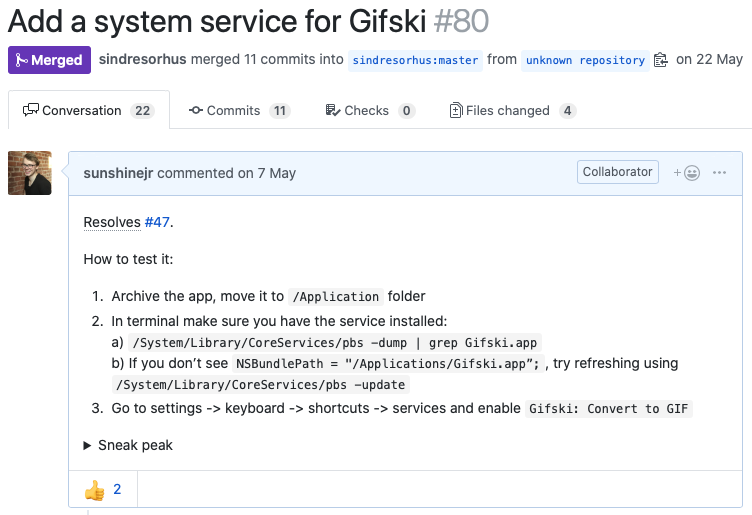 Add a system service for Gifski #80
Merged sindresorhus merged 11 commits into sindresorhus:master from unknown repository on 22 May
Conversation 22 Commits 11 Checks 0 Files changed 4
sunshinejr commented on 7 May Collaborator
Resolves #47.
How to test it:
1. Archive the app, move it to /Application folder
2. In terminal make sure you have the service installed:
a) /System/Library/CoreServices/pbs –dump | grep Gifski.app
b) If you don’t see NSBundlePath = "/Applications/Gifski.app”; , try refreshing using
/System/Library/CoreServices/pbs –update
3. Go to settings -> keyboard -> shortcuts -> services and enable Gifski: Convert to GIF
Sneak peak
2